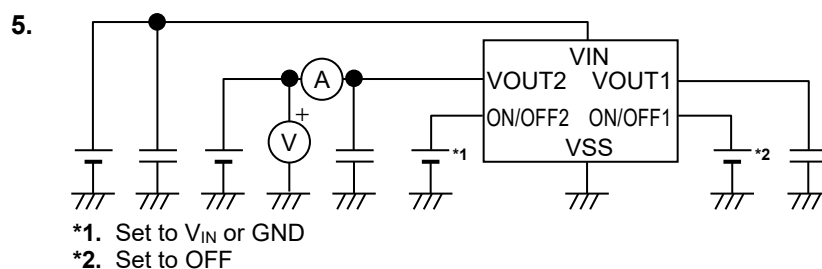 5.
VIN
A
VOUT2 VOUT1
+
ON/OFF2 ON/OFF1
V
*1 VSS *2
*1. Set to VIN or GND
*2. Set to OFF